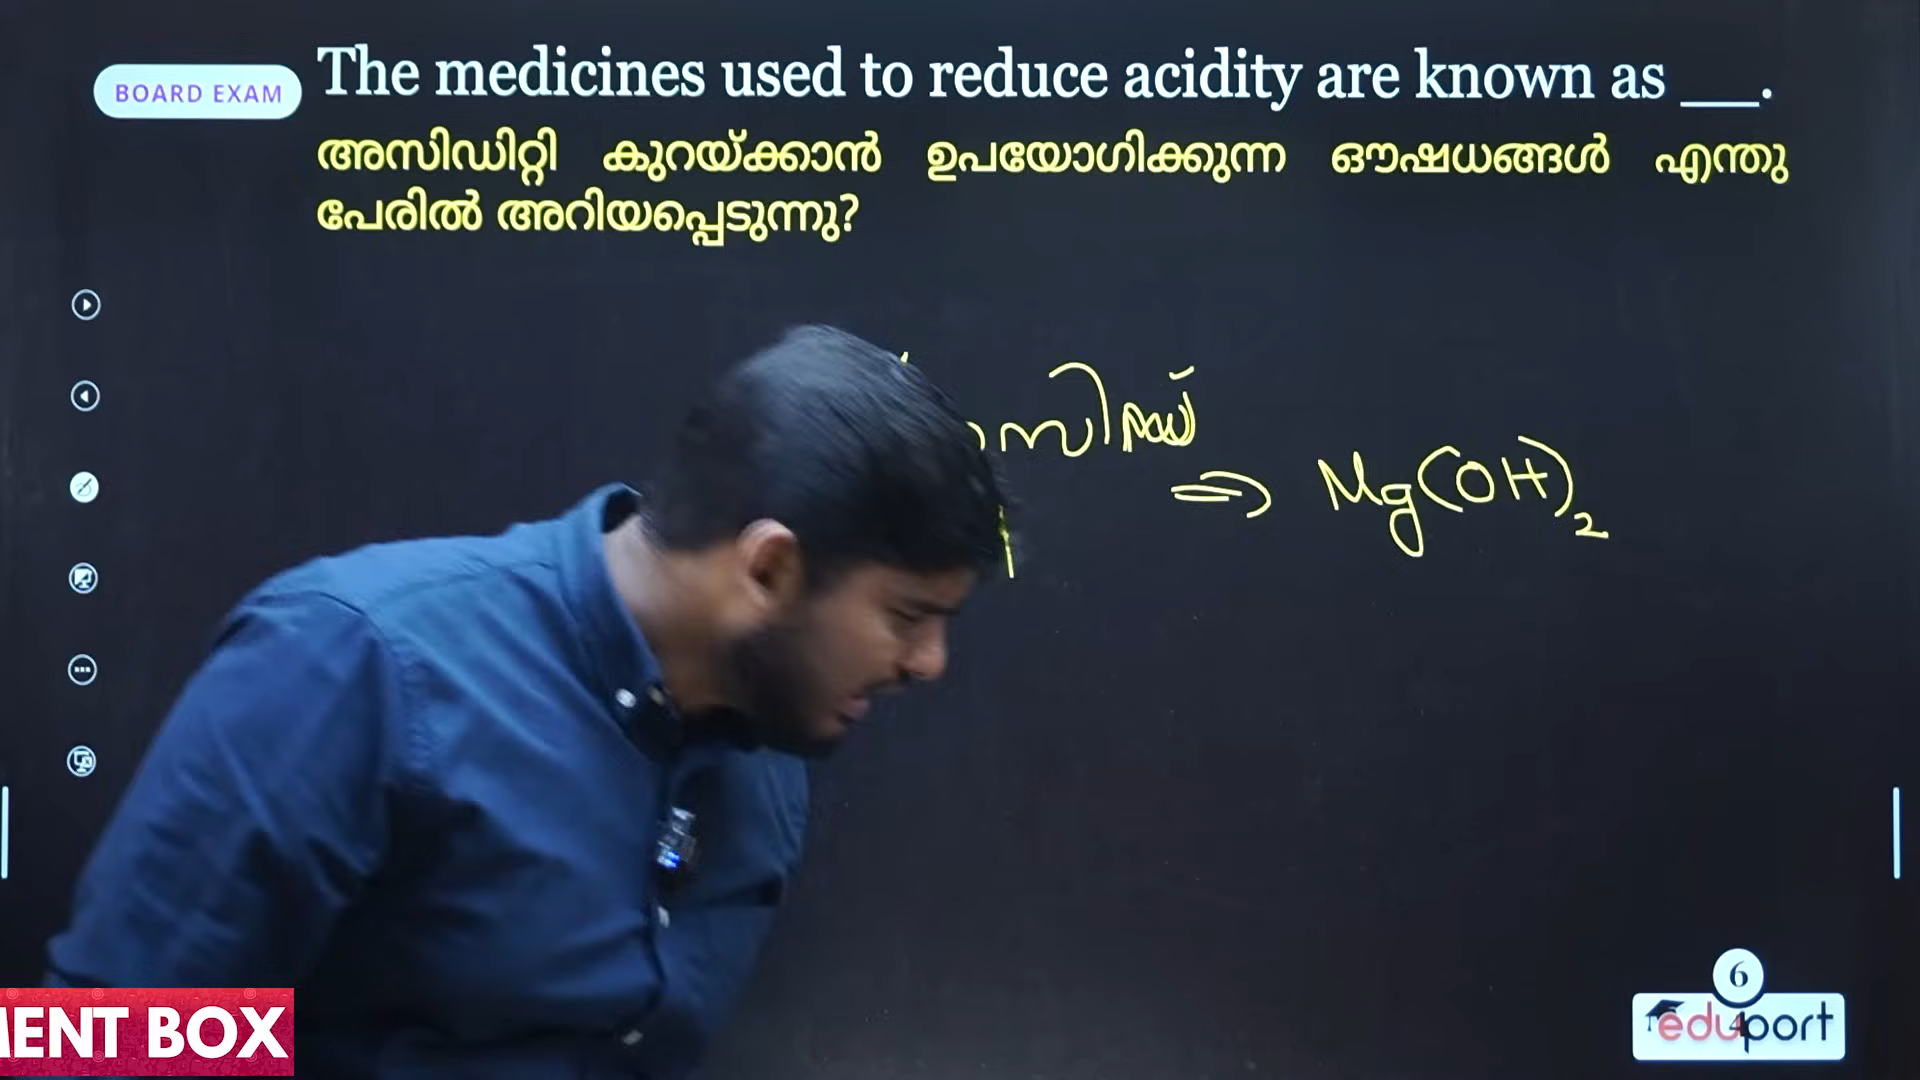 BOARD EXAM
The medicines used to reduce acidity are known as ___.
അസിഡിറ്റി കുറയ്ക്കാൻ ഉപയോഗിക്കുന്ന ഔഷധങ്ങൾ എന്തു
പേരിൽ അറിയപ്പെടുന്നു?
Mg(OH)₂
6
eduport
MENT BOX